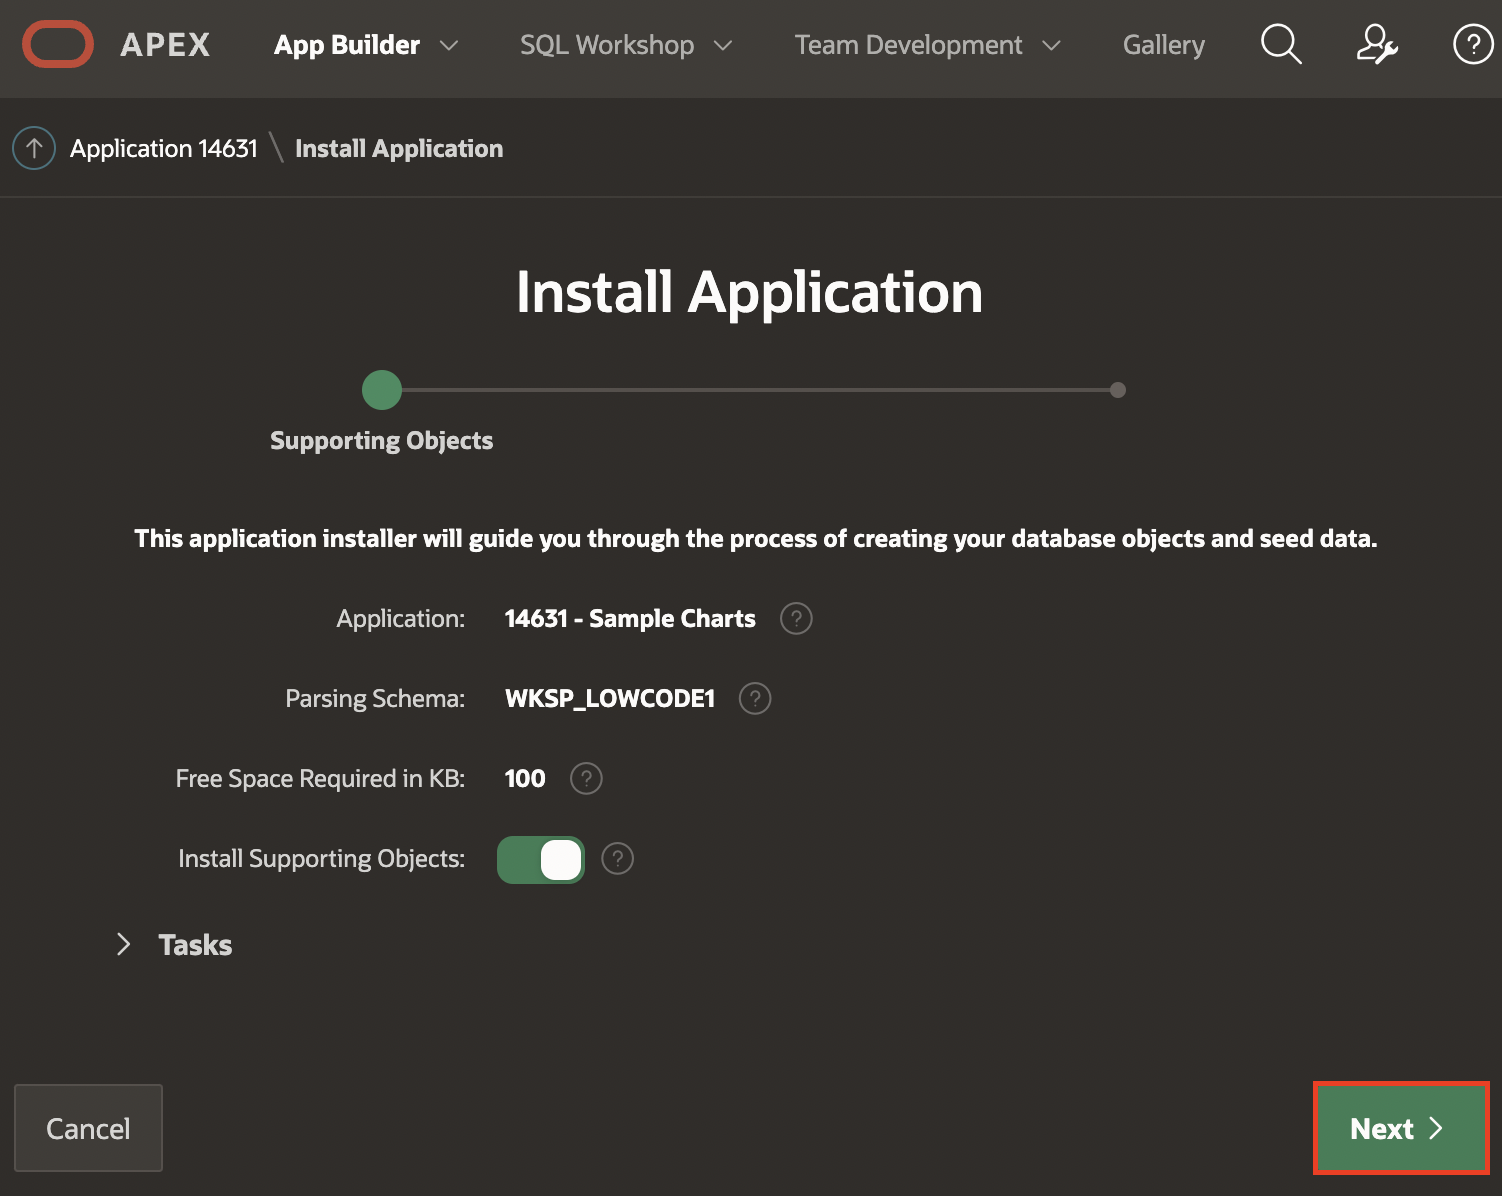 APEX App Builder SQL Workshop Team Development Gallery ?
Application 14631 \ Install Application
Install Application
Supporting Objects
This application installer will guide you through the process of creating your database objects and seed data.
Application: 14631 - Sample Charts ?
Parsing Schema: WKSP_LOWCODE1 ?
Free Space Required in KB: 100 ?
Install Supporting Objects: ?
Tasks
Cancel Next